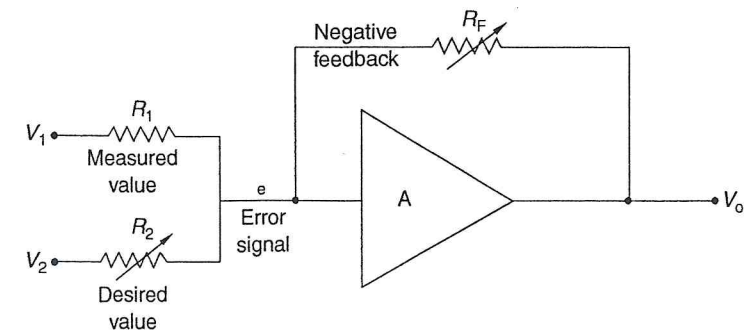 Negative
feedback
R_F
V_1
R_1
Measured
value
e
Error
signal
A
V_o
V_2
R_2
Desired
value